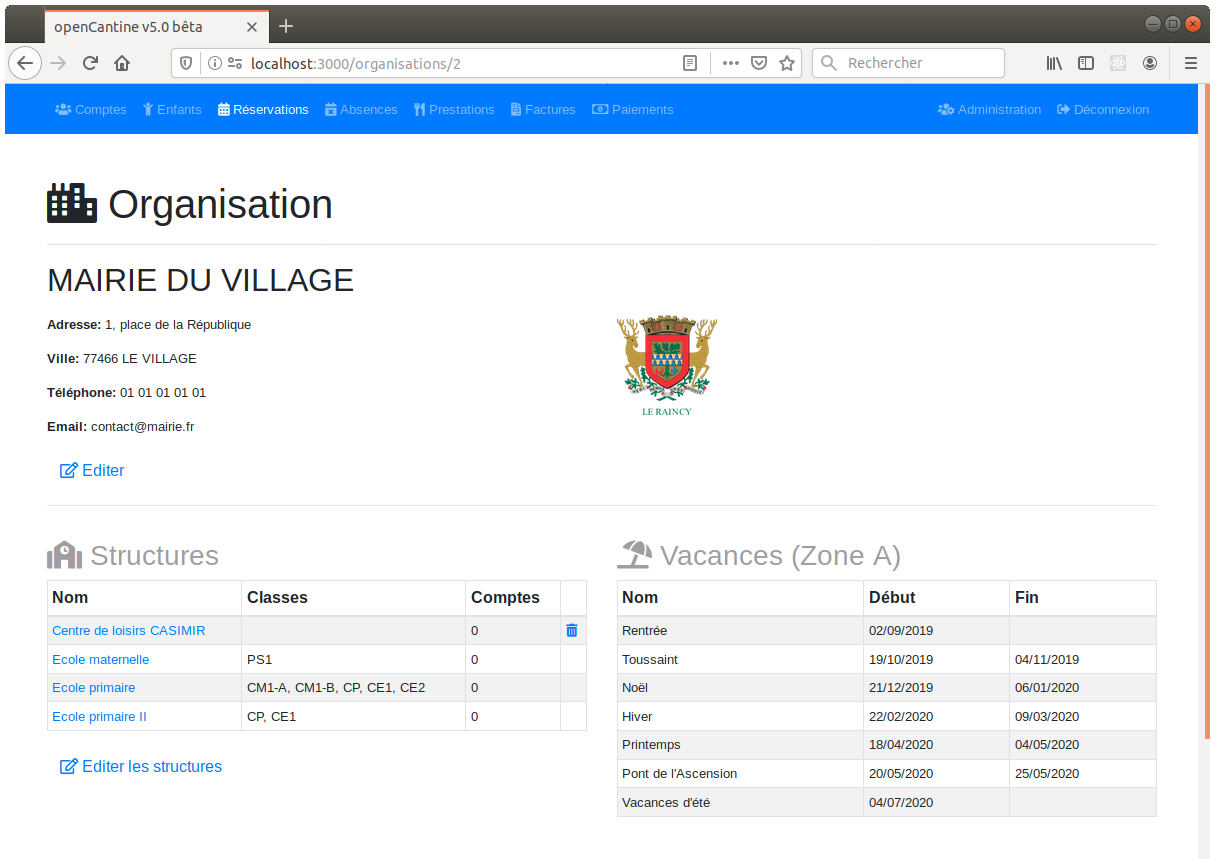 openCantine v5.0 bêta
localhost:3000/organisations/2
Rechercher
Comptes Enfants Réservations Absences Prestations Factures Paiements Administration Déconnexion
Organisation
MAIRIE DU VILLAGE
Adresse: 1, place de la République
Ville: 77466 LE VILLAGE
Téléphone: 01 01 01 01 01
Email: contact@mairie.fr
LE RAINCY
Editer
Structures
Nom Classes Comptes
Centre de loisirs CASIMIR 0
Ecole maternelle PS1 0
Ecole primaire CM1-A, CM1-B, CP, CE1, CE2 0
Ecole primaire II CP, CE1 0
Editer les structures
Vacances (Zone A)
Nom Début Fin
Rentrée 02/09/2019
Toussaint 19/10/2019 04/11/2019
Noël 21/12/2019 06/01/2020
Hiver 22/02/2020 09/03/2020
Printemps 18/04/2020 04/05/2020
Pont de l'Ascension 20/05/2020 25/05/2020
Vacances d'été 04/07/2020